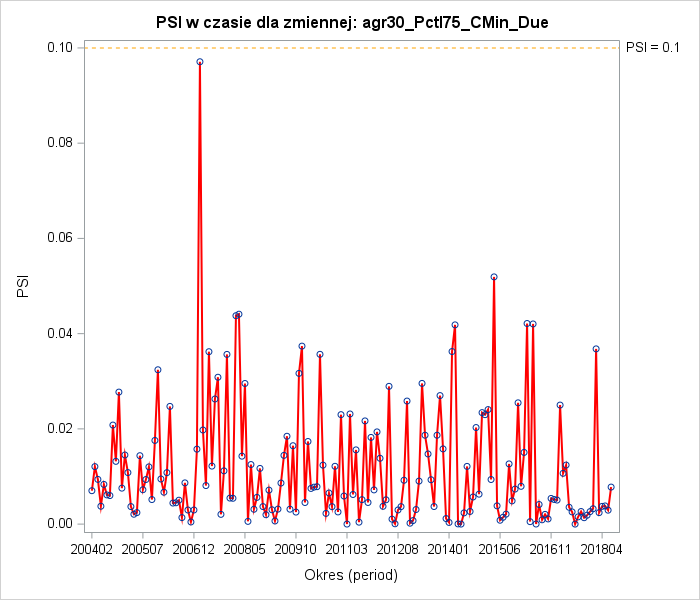 PSI w czasie dla zmiennej: agr30_Pctl75_CMin_Due
0.10
PSI = 0.1
0.08
0.06
PSI
0.04
0.02
0.00
200402 200507 200612 200805 200910 201103 201208 201401 201506 201611 201804
Okres (period)